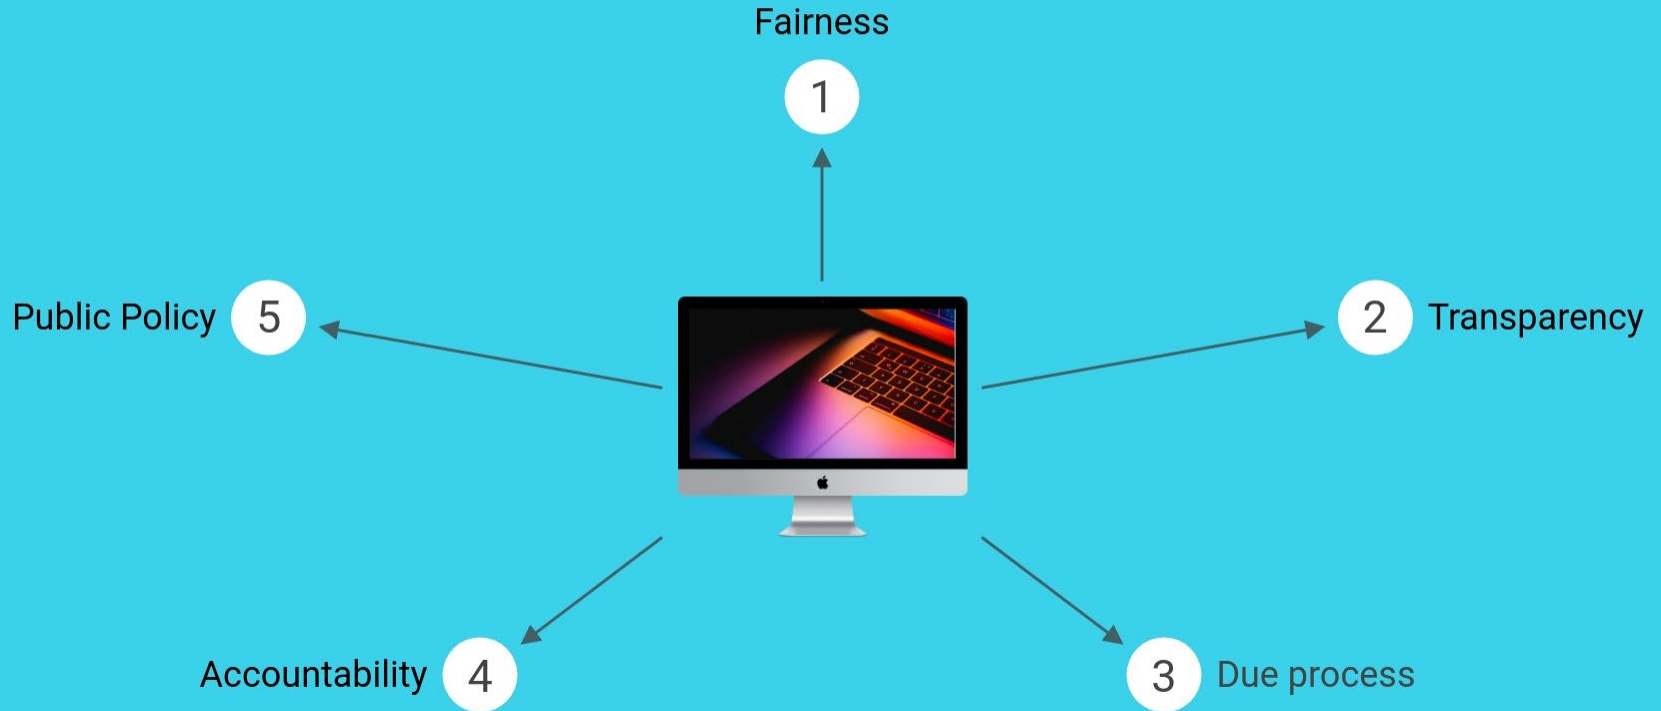 Fairness
1
Public Policy 5
2 Transparency
Accountability 4
3 Due process